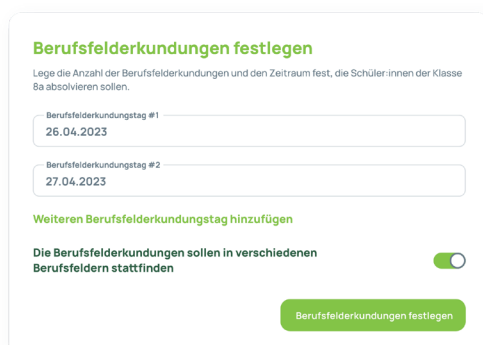 Berufsfelderkundungen festlegen
Lege die Anzahl der Berufsfelderkundungen und den Zeitraum fest, die Schüler:innen der Klasse
8a absolvieren sollen.
Berufsfelderkundungstag #1
26.04.2023
Berufsfelderkundungstag #2
27.04.2023
Weiteren Berufsfelderkundungstag hinzufügen
Die Berufsfelderkundungen sollen in verschiedenen
Berufsfeldern stattfinden
Berufsfelderkundungen festlegen